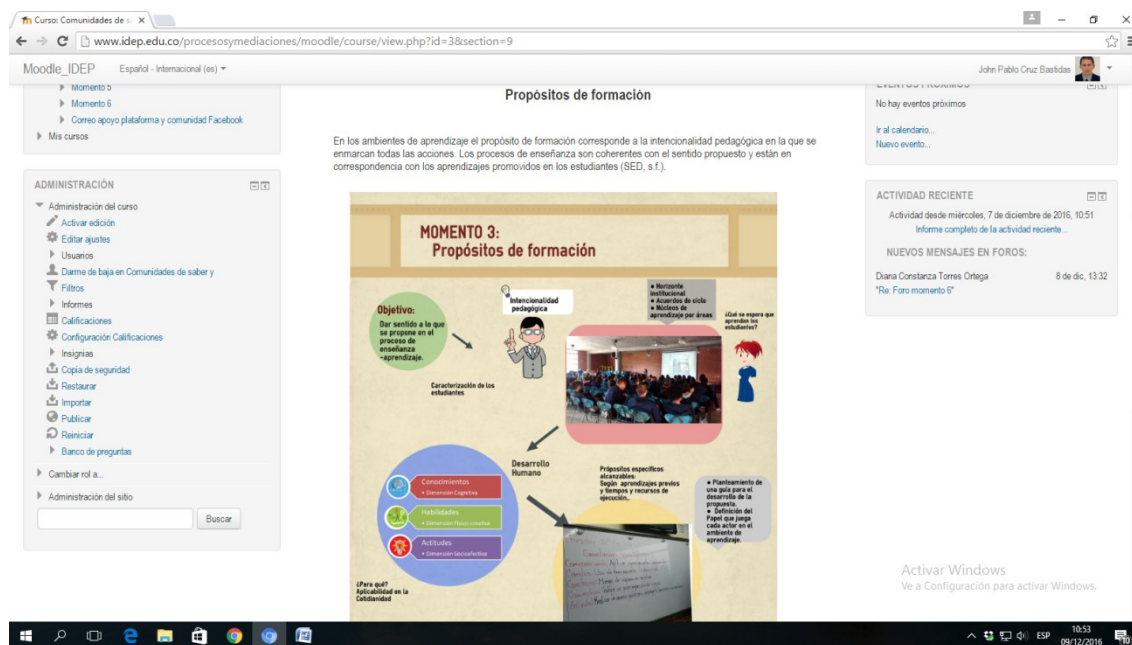 Curso: Comunidades de s
www.idep.edu.co/procesosymediaciones/moodle/course/view.php?id=3&section=9
Moodle_IDEP
Español - Internacional (es)
John Pablo Cruz Bastidas
Momento 5
Momento 6
Correo apoyo plataforma y comunidad Facebook
Mis cursos
ADMINISTRACIÓN
Administración del curso
Activar edición
Editar ajustes
Usuarios
Darme de baja en Comunidades de saber y
Filtros
Informes
Calificaciones
Configuración Calificaciones
Insignias
Copia de seguridad
Restaurar
Importar
Publicar
Reiniciar
Banco de preguntas
Cambiar rol a...
Administración del sitio
Buscar
Propósitos de formación
En los ambientes de aprendizaje el propósito de formación corresponde a la intencionalidad pedagógica en la que se
enmarcan todas las acciones. Los procesos de enseñanza son coherentes con el sentido propuesto y están en
correspondencia con los aprendizajes promovidos en los estudiantes (SED, s.f.).
MOMENTO 3:
Propósitos de formación
Objetivo:
Dar sentido a lo que
se propone en el
proceso de
enseñanza
-aprendizaje.
Intencionalidad
pedagógica
• Horizonte
institucional
• Acuerdos de ciclo
• Núcleos de
aprendizaje por áreas
¿Qué se espera que
aprendan los
estudiantes?
Caracterización de los
estudiantes
Desarrollo
Humano
Conocimientos
• Dimensión Cognitiva
Habilidades
• Dimensión Físico-creativa
Actitudes
• Dimensión Socioafectiva
¿Para qué?
Aplicabilidad en la
Cotidianidad
Própositos específicos
alcanzables:
Según aprendizajes previos
y tiempos y recursos de
ejecución..
• Planteamiento de
una guía para el
desarrollo de la
propuesta.
• Definición del
Papel que juega
cada actor en el
ambiente de
aprendizaje.
EVENTOS PRÓXIMOS
No hay eventos próximos
Ir al calendario...
Nuevo evento...
ACTIVIDAD RECIENTE
Actividad desde miércoles, 7 de diciembre de 2016, 10:51
Informe completo de la actividad reciente...
NUEVOS MENSAJES EN FOROS:
Diana Constanza Torres Ortega
8 de dic, 13:32
"Re: Foro momento 6"
Activar Windows
Ve a Configuración para activar Windows.
ESP
10:53
09/12/2016